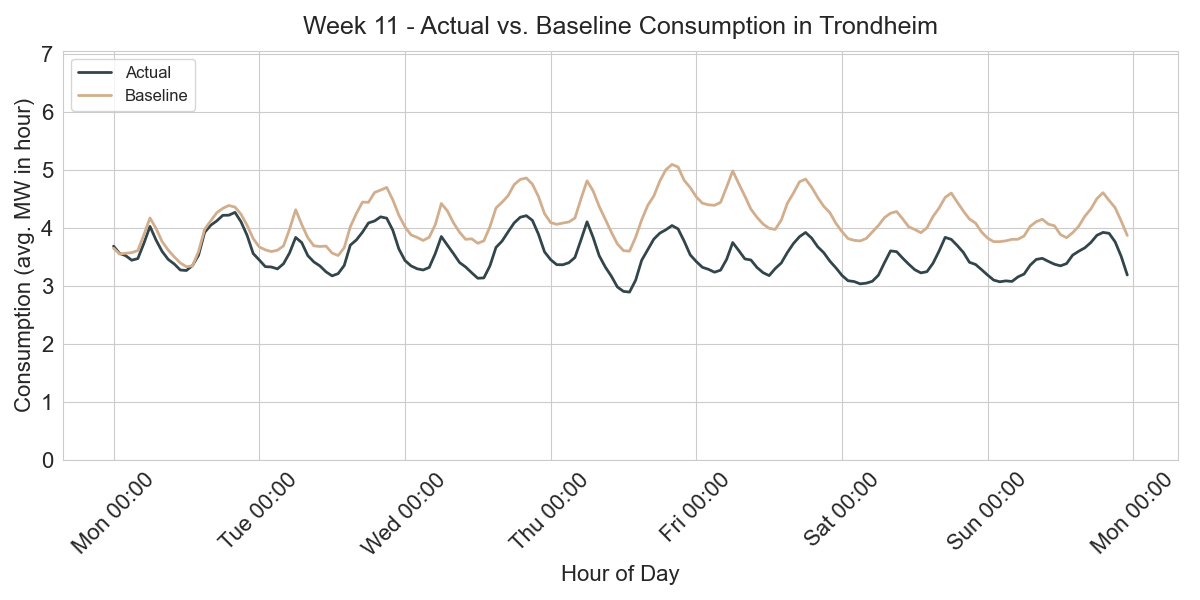 Week 11 - Actual vs. Baseline Consumption in Trondheim
Actual
Baseline
Consumption (avg. MW in hour)
7
6
5
4
3
2
1
0
Mon 00:00
Tue 00:00
Wed 00:00
Thu 00:00
Fri 00:00
Sat 00:00
Sun 00:00
Mon 00:00
Hour of Day